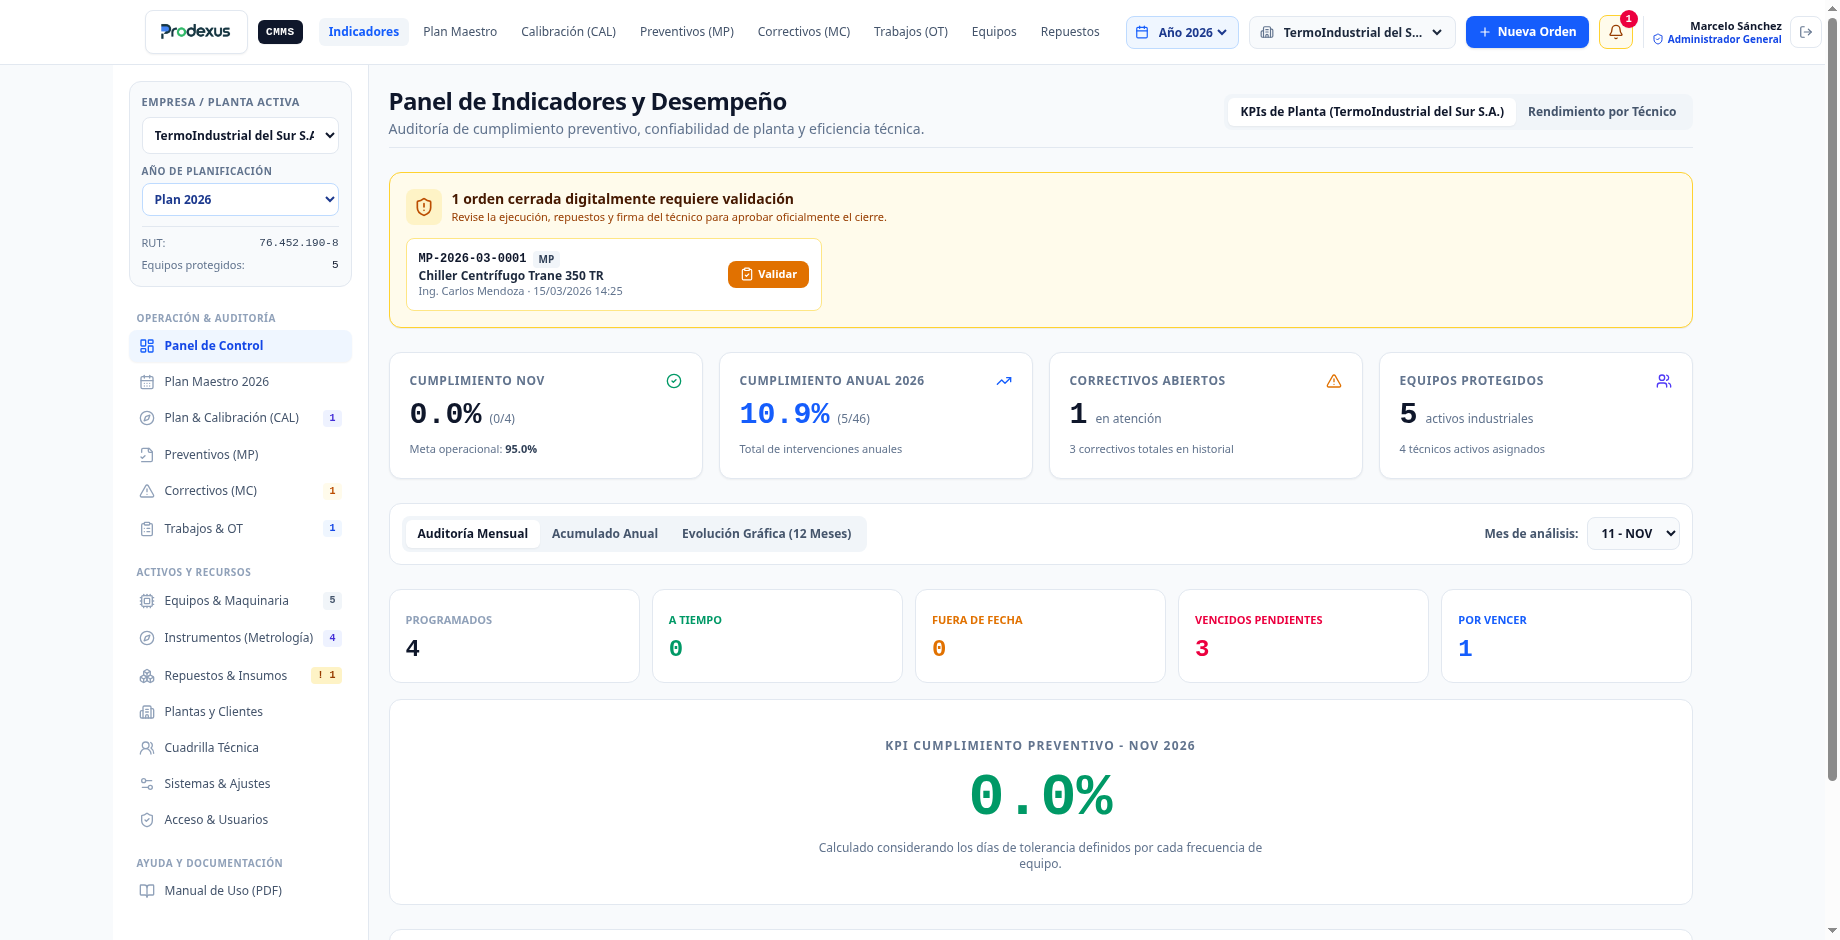 Prodexus
CMMS
Indicadores
Plan Maestro
Calibración (CAL)
Preventivos (MP)
Correctivos (MC)
Trabajos (OT)
Equipos
Repuestos
Año 2026
TermoIndustrial del S...
Nueva Orden
1
Marcelo Sánchez
Administrador General
EMPRESA / PLANTA ACTIVA
TermoIndustrial del Sur S.A
AÑO DE PLANIFICACIÓN
Plan 2026
RUT: 76.452.190-8
Equipos protegidos: 5
OPERACIÓN & AUDITORÍA
Panel de Control
Plan Maestro 2026
Plan & Calibración (CAL) 1
Preventivos (MP)
Correctivos (MC) 1
Trabajos & OT 1
ACTIVOS Y RECURSOS
Equipos & Maquinaria 5
Instrumentos (Metrología) 4
Repuestos & Insumos ! 1
Plantas y Clientes
Cuadrilla Técnica
Sistemas & Ajustes
Acceso & Usuarios
AYUDA Y DOCUMENTACIÓN
Manual de Uso (PDF)
Panel de Indicadores y Desempeño
Auditoría de cumplimiento preventivo, confiabilidad de planta y eficiencia técnica.
KPIs de Planta (TermoIndustrial del Sur S.A.)
Rendimiento por Técnico
1 orden cerrada digitalmente requiere validación
Revise la ejecución, repuestos y firma del técnico para aprobar oficialmente el cierre.
MP-2026-03-0001 MP
Chiller Centrífugo Trane 350 TR
Ing. Carlos Mendoza · 15/03/2026 14:25
Validar
CUMPLIMIENTO NOV
0.0% (0/4)
Meta operacional: 95.0%
CUMPLIMIENTO ANUAL 2026
10.9% (5/46)
Total de intervenciones anuales
CORRECTIVOS ABIERTOS
1 en atención
3 correctivos totales en historial
EQUIPOS PROTEGIDOS
5 activos industriales
4 técnicos activos asignados
Auditoría Mensual
Acumulado Anual
Evolución Gráfica (12 Meses)
Mes de análisis: 11 - NOV
PROGRAMADOS
4
A TIEMPO
0
FUERA DE FECHA
0
VENCIDOS PENDIENTES
3
POR VENCER
1
KPI CUMPLIMIENTO PREVENTIVO - NOV 2026
0.0%
Calculado considerando los días de tolerancia definidos por cada frecuencia de
equipo.